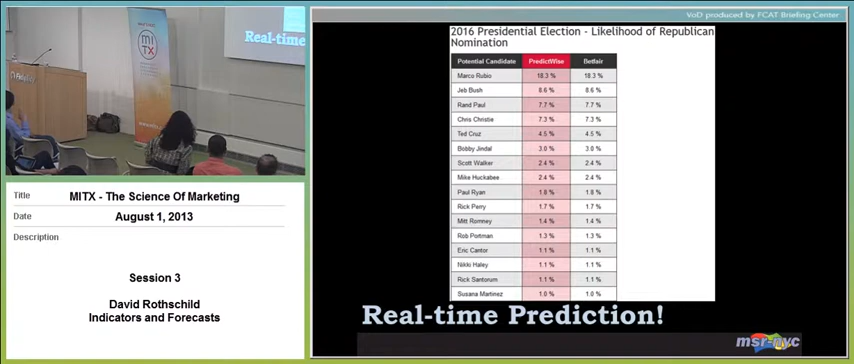 VoD produced by FCAT Briefing Center
MITX
Real-time
Title MITX - The Science Of Marketing
Date August 1, 2013
Description
Session 3
David Rothschild
Indicators and Forecasts
2016 Presidential Election - Likelihood of Republican
Nomination
Potential Candidate PredictWise Betfair
Marco Rubio 18.3 % 18.3 %
Jeb Bush 8.6 % 8.6 %
Rand Paul 7.7 % 7.7 %
Chris Christie 7.3 % 7.3 %
Ted Cruz 4.5 % 4.5 %
Bobby Jindal 3.0 % 3.0 %
Scott Walker 2.4 % 2.4 %
Mike Huckabee 2.4 % 2.4 %
Paul Ryan 1.8 % 1.8 %
Rick Perry 1.7 % 1.7 %
Mitt Romney 1.4 % 1.4 %
Rob Portman 1.3 % 1.3 %
Eric Cantor 1.1 % 1.1 %
Nikki Haley 1.1 % 1.1 %
Rick Santorum 1.1 % 1.1 %
Susana Martinez 1.0 % 1.0 %
Real-time Prediction!
msr-nyc